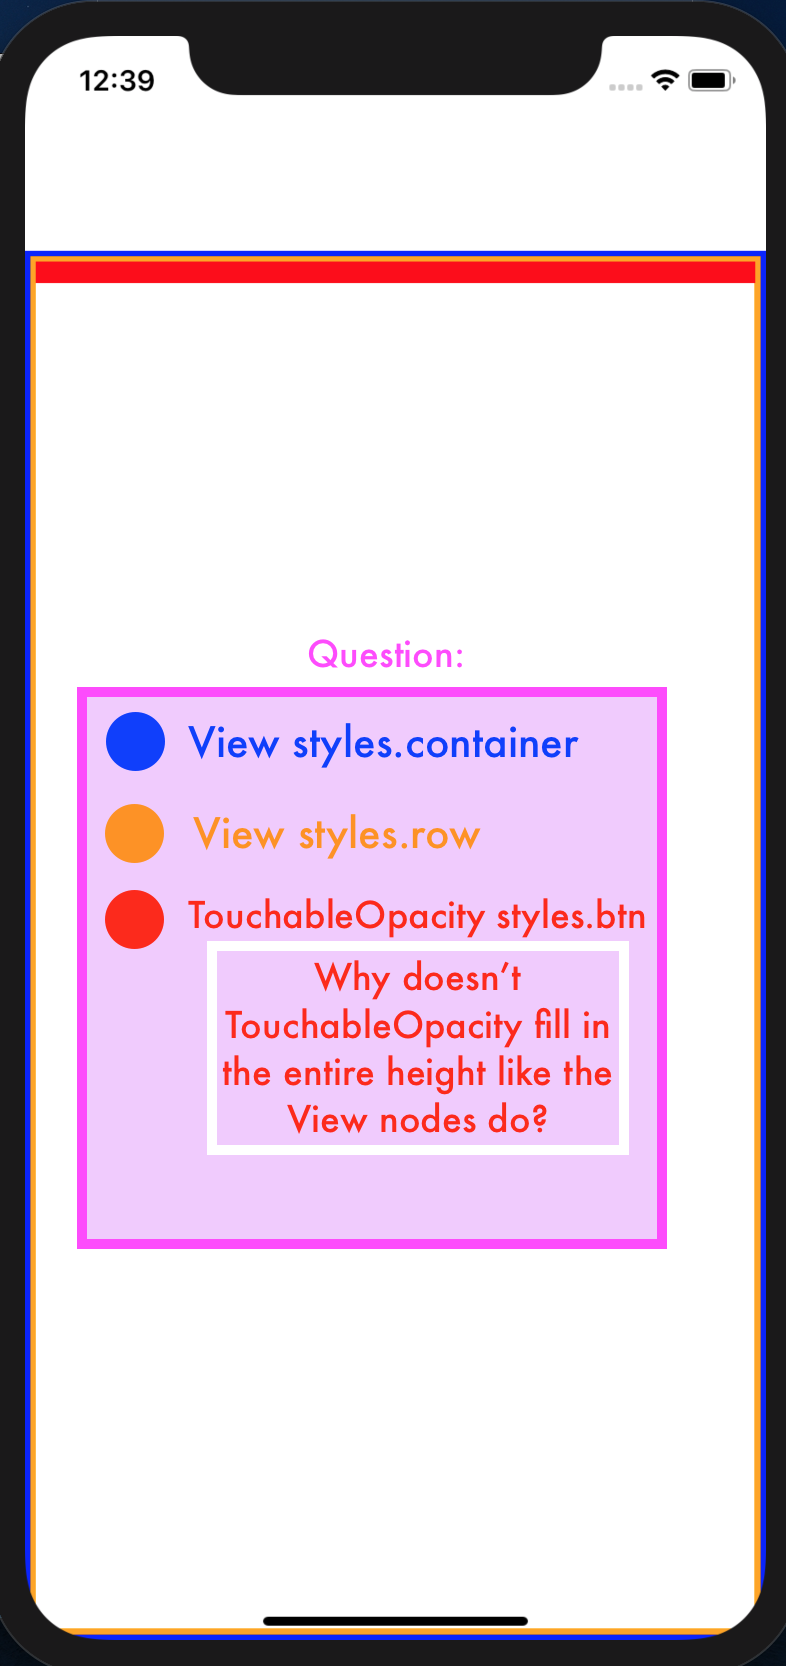 12:39
Question:
View styles.container
View styles.row
TouchableOpacity styles.btn
Why doesn't
TouchableOpacity fill in
the entire height like the
View nodes do?